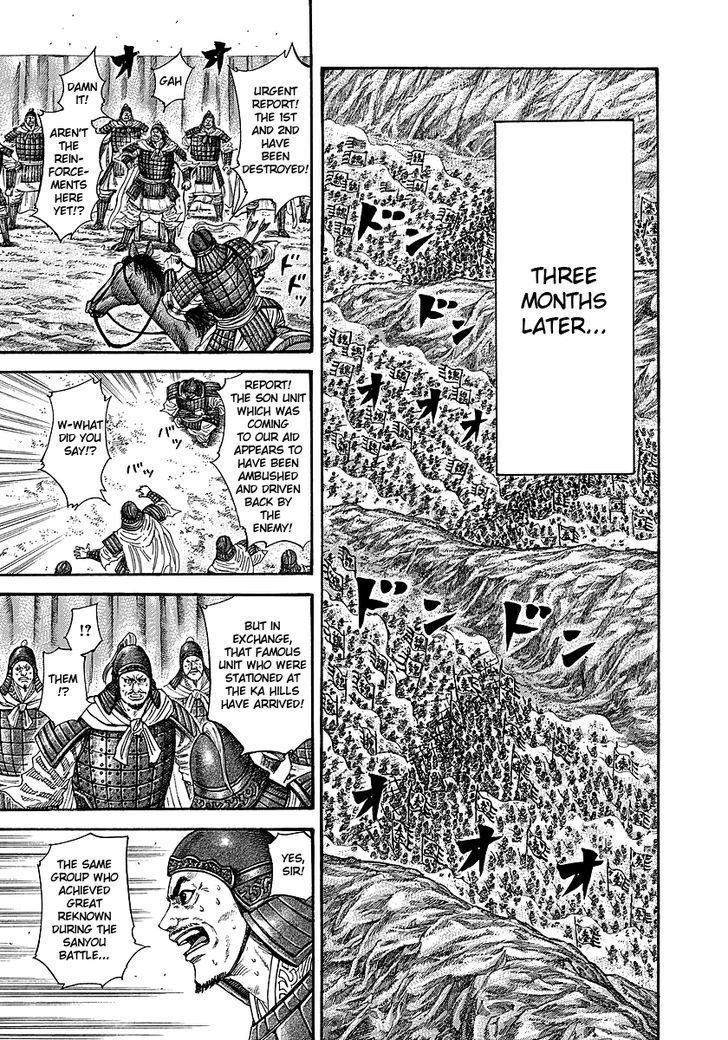 THREE
MONTHS
LATER...
ドドン
ドン
オオオ
ドドン
オオオ
オオオ
URGENT
REPORT! THE 1ST
AND 2ND
HAVE
BEEN
DESTROYED!
GAH
DAMN
IT!
AREN'T
THE
REIN-
FORCE-
MENTS
HERE
YET!?
ドドッ
REPORT!
THE SON UNIT
WHICH WAS
COMING
TO OUR AID
APPEARS TO
HAVE BEEN
AMBUSHED
AND DRIVEN
BACK BY
THE
ENEMY!
W-WHAT
DID YOU
SAY!?
BUT IN
EXCHANGE,
THAT FAMOUS
UNIT WHO WERE
STATIONED AT
THE KA HILLS
HAVE ARRIVED!
!?
THEM
!?
YES,
SIR!
THE SAME
GROUP WHO
ACHIEVED
GREAT
REKNOWN
DURING THE
SANYOU
BATTLE...